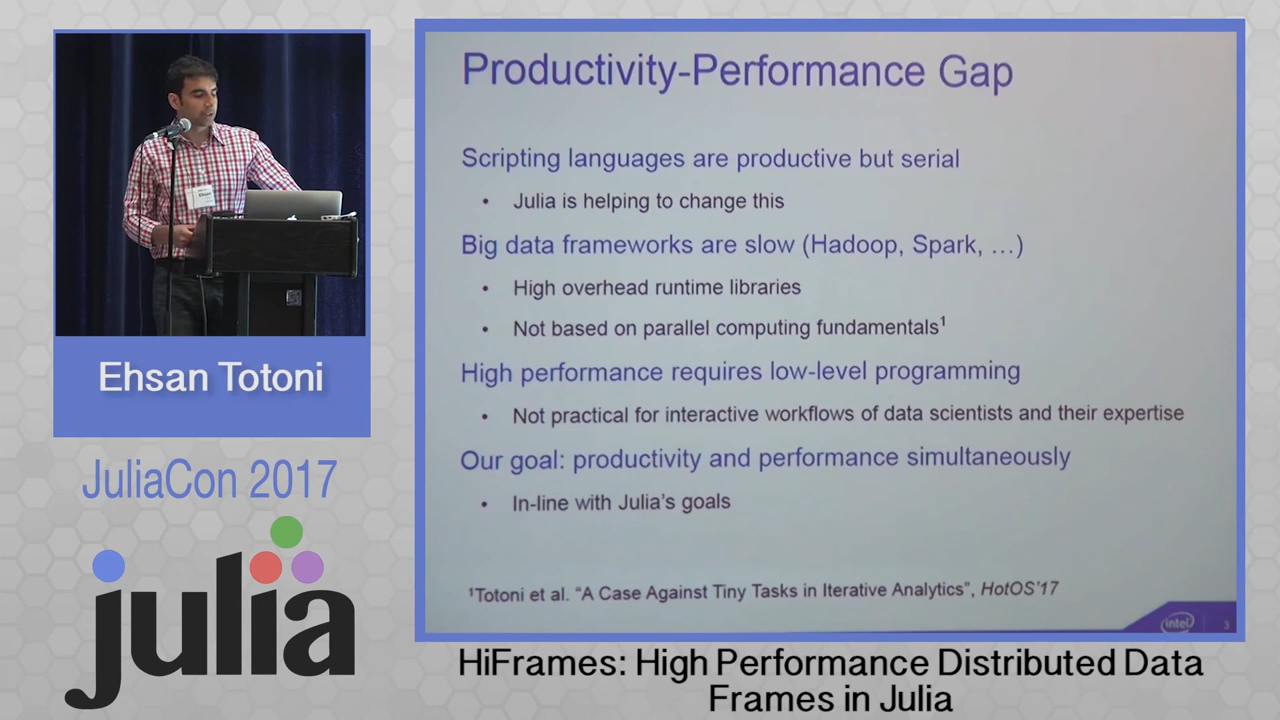 Productivity-Performance Gap
Scripting languages are productive but serial
• Julia is helping to change this
Big data frameworks are slow (Hadoop, Spark, …)
• High overhead runtime libraries
• Not based on parallel computing fundamentals¹
High performance requires low-level programming
• Not practical for interactive workflows of data scientists and their expertise
Our goal: productivity and performance simultaneously
• In-line with Julia's goals
¹Totoni et al. “A Case Against Tiny Tasks in Iterative Analytics”, HotOS'17
intel
3
Ehsan Totoni
JuliaCon 2017
julia
HiFrames: High Performance Distributed Data
Frames in Julia